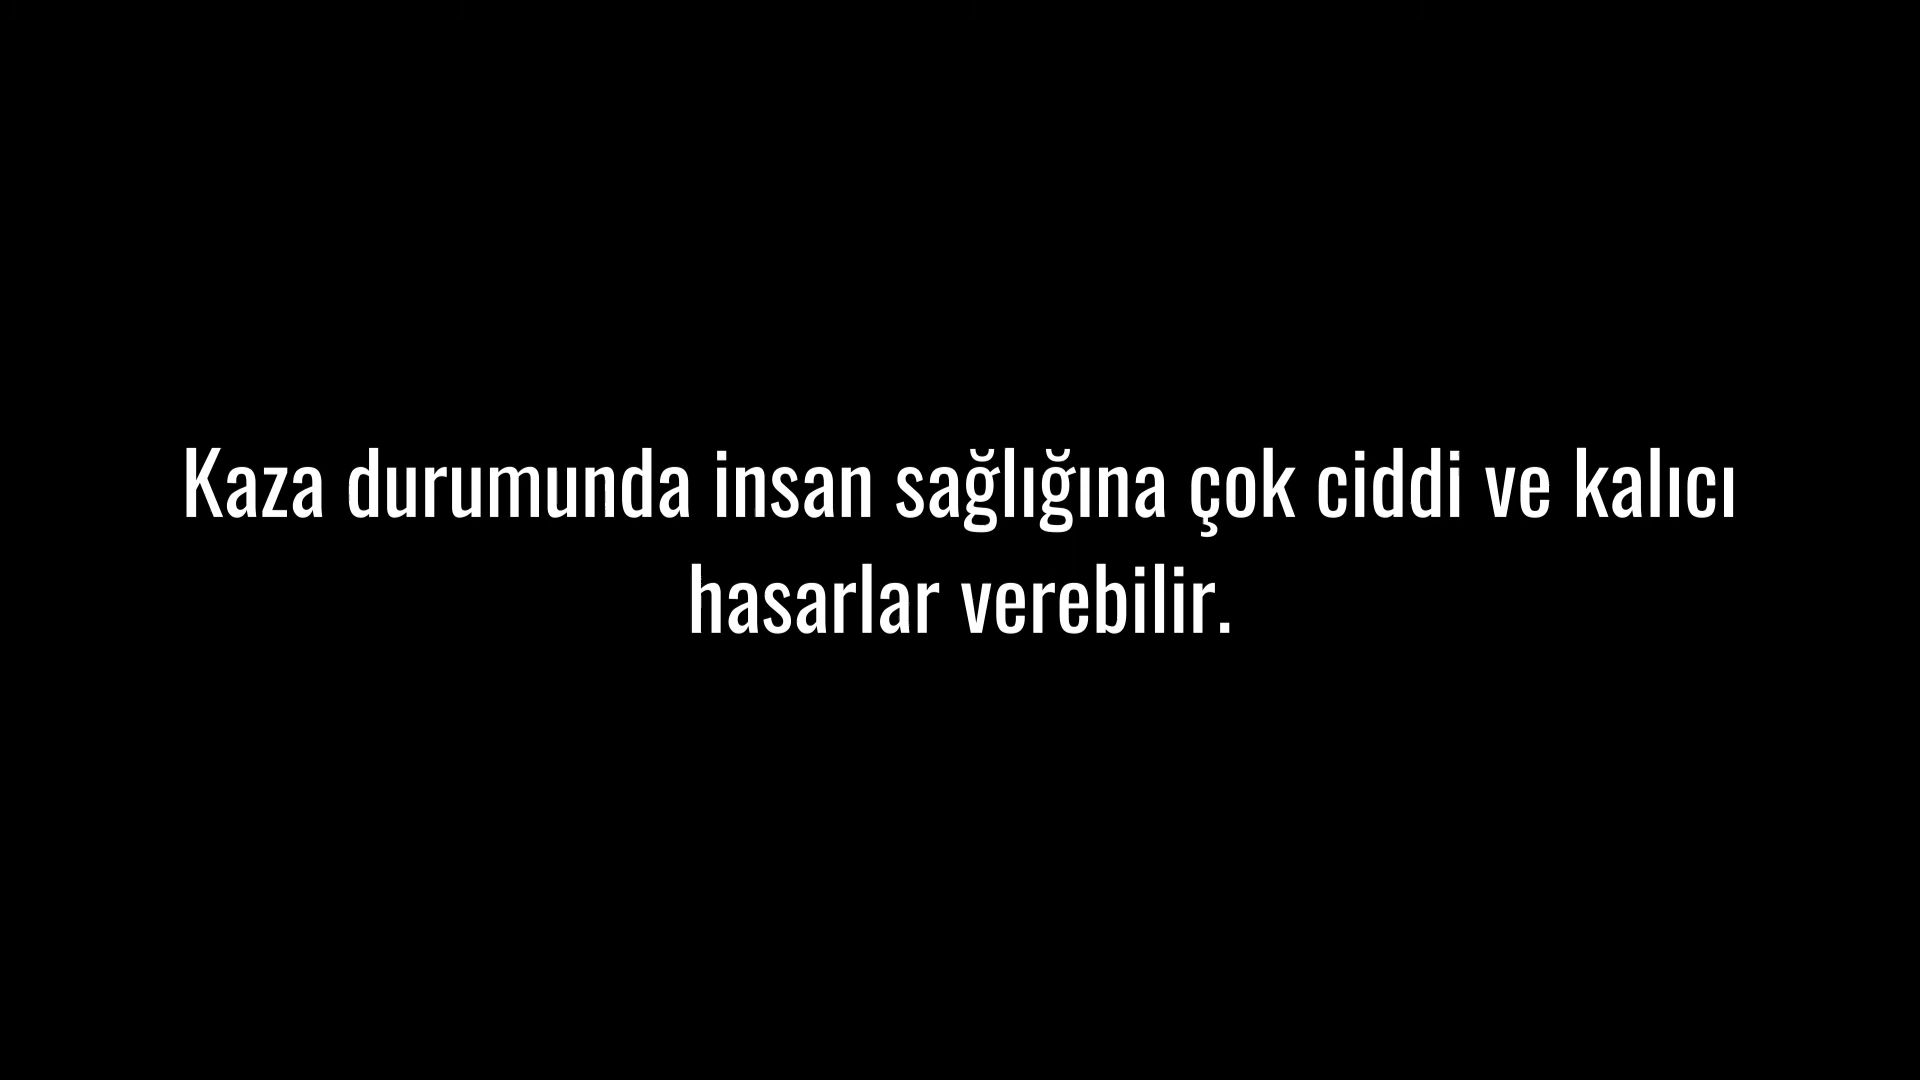 Kaza durumunda insan sağlığına çok ciddi ve kalıcı
hasarlar verebilir.